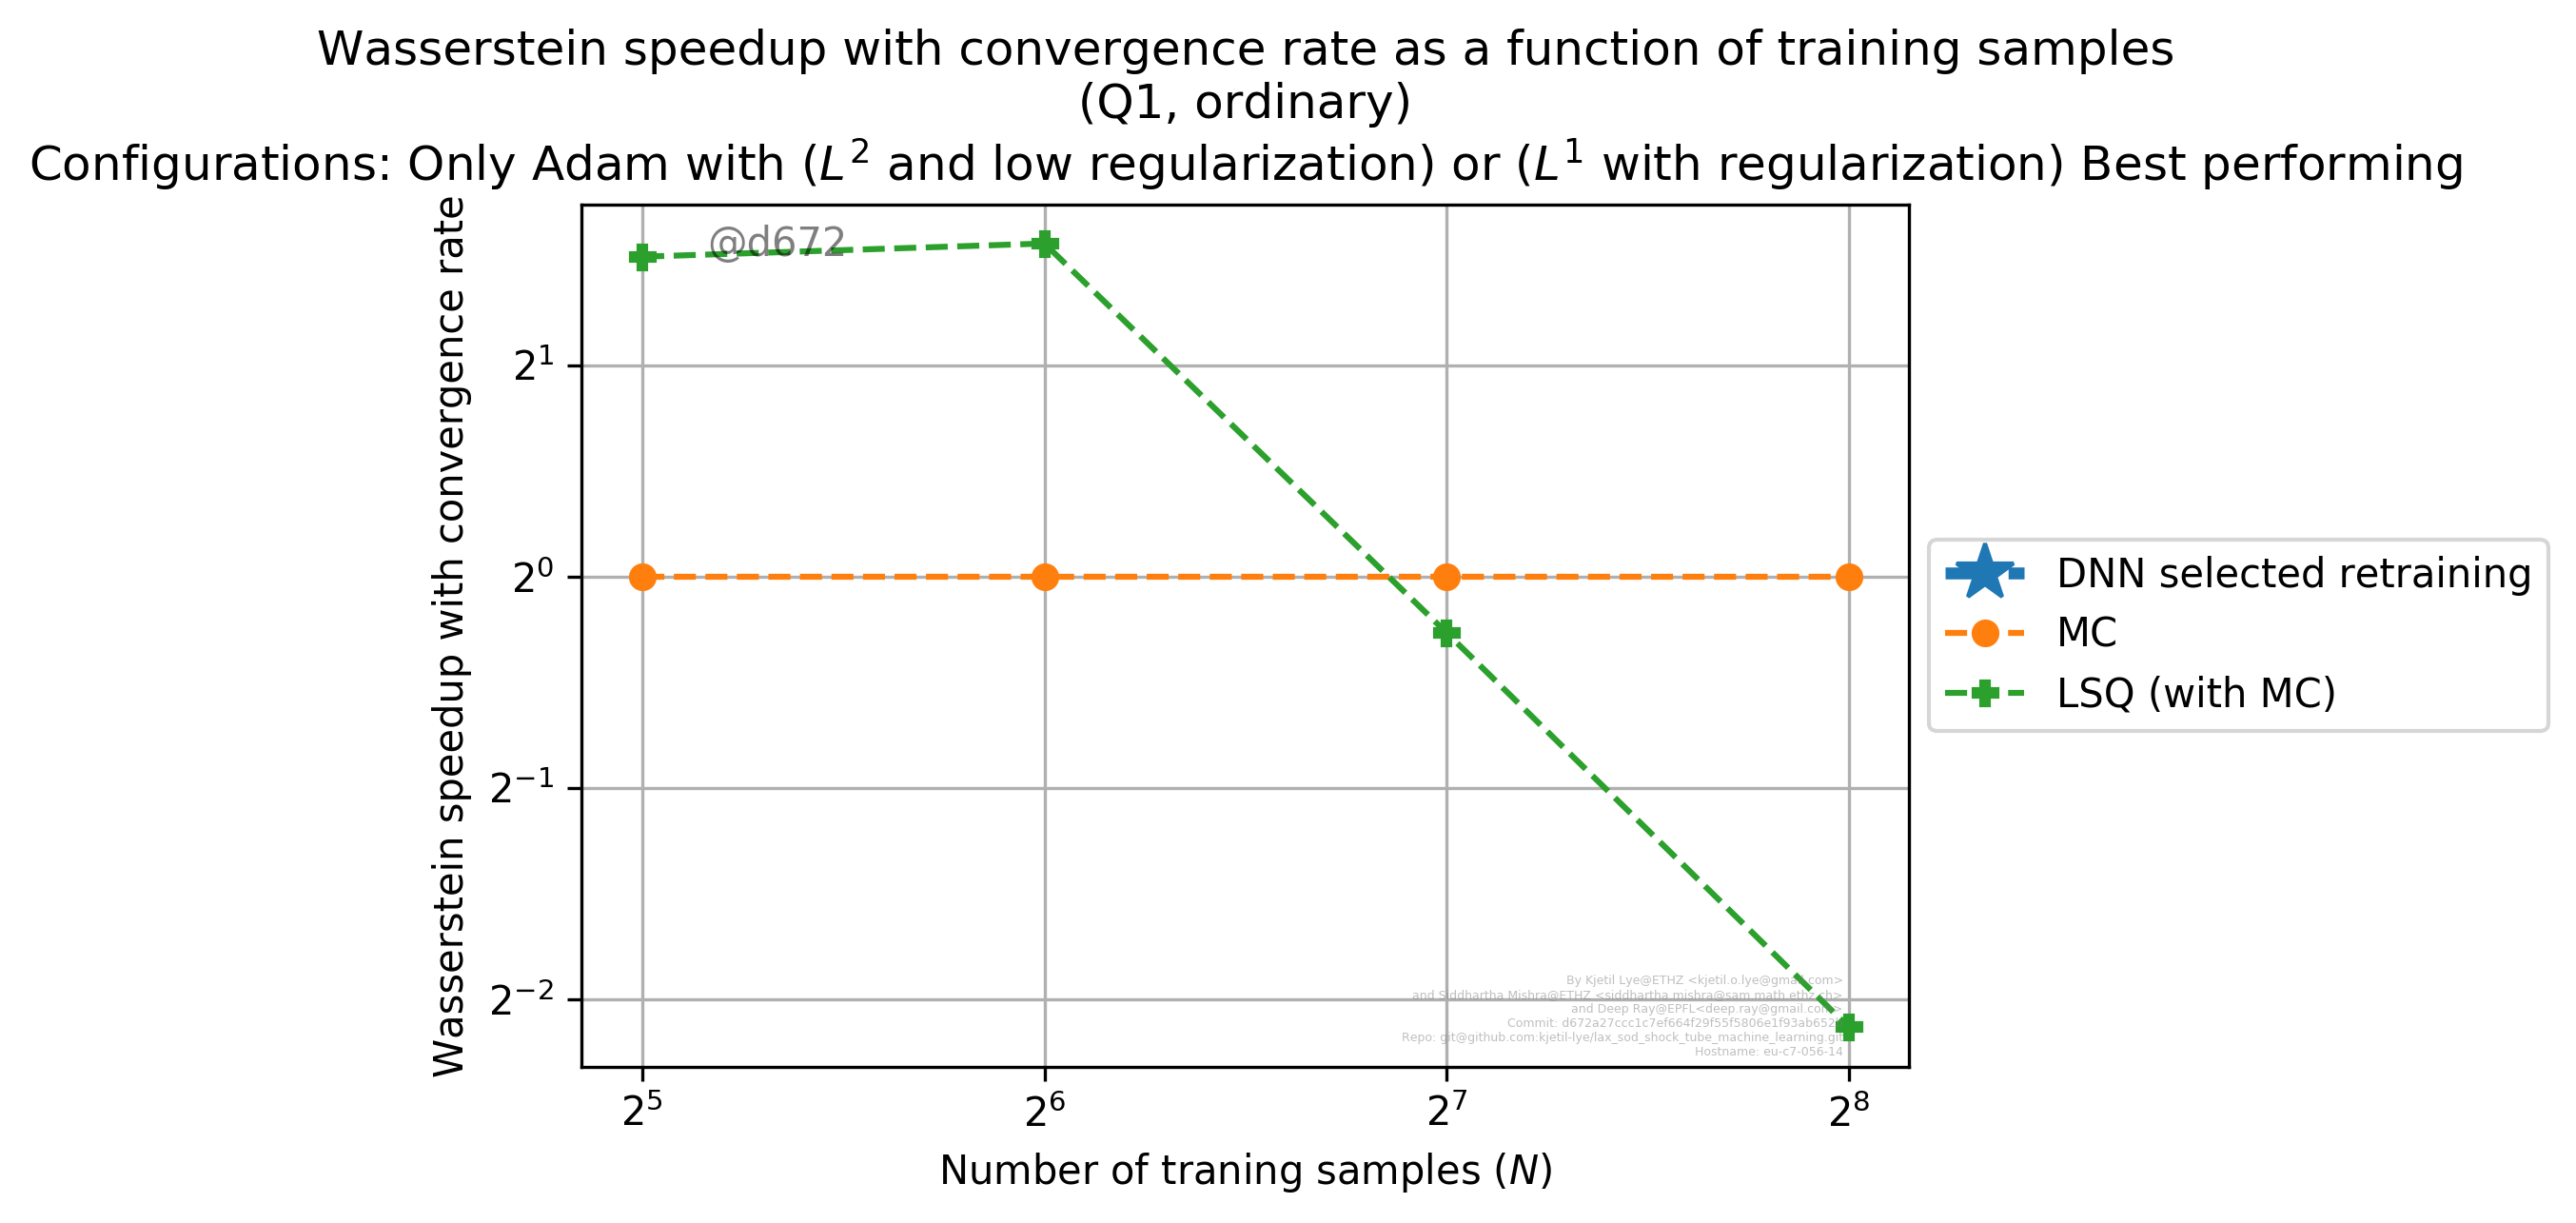 Wasserstein speedup with convergence rate as a function of training samples
(Q1, ordinary)
Configurations: Only Adam with (L² and low regularization) or (L¹ with regularization) Best performing
Wasserstein speedup with convergence rate
@d672
2¹
2⁰
2⁻¹
2⁻²
DNN selected retraining
MC
LSQ (with MC)
By Kjetil Lye@ETHZ <kjetil.o.lye@gmail.com>
and Siddhartha Mishra@ETHZ <siddhartha.mishra@sam.math.ethz.ch>
and Deep Ray@EPFL<deep.ray@gmail.com>
Commit:
Repo: git@github.com:kjetil-lye/lax_sod_shock_tube_machine_learning.git
Hostname: eu-c7-056-14
2⁵
2⁶
2⁷
2⁸
Number of traning samples (N)